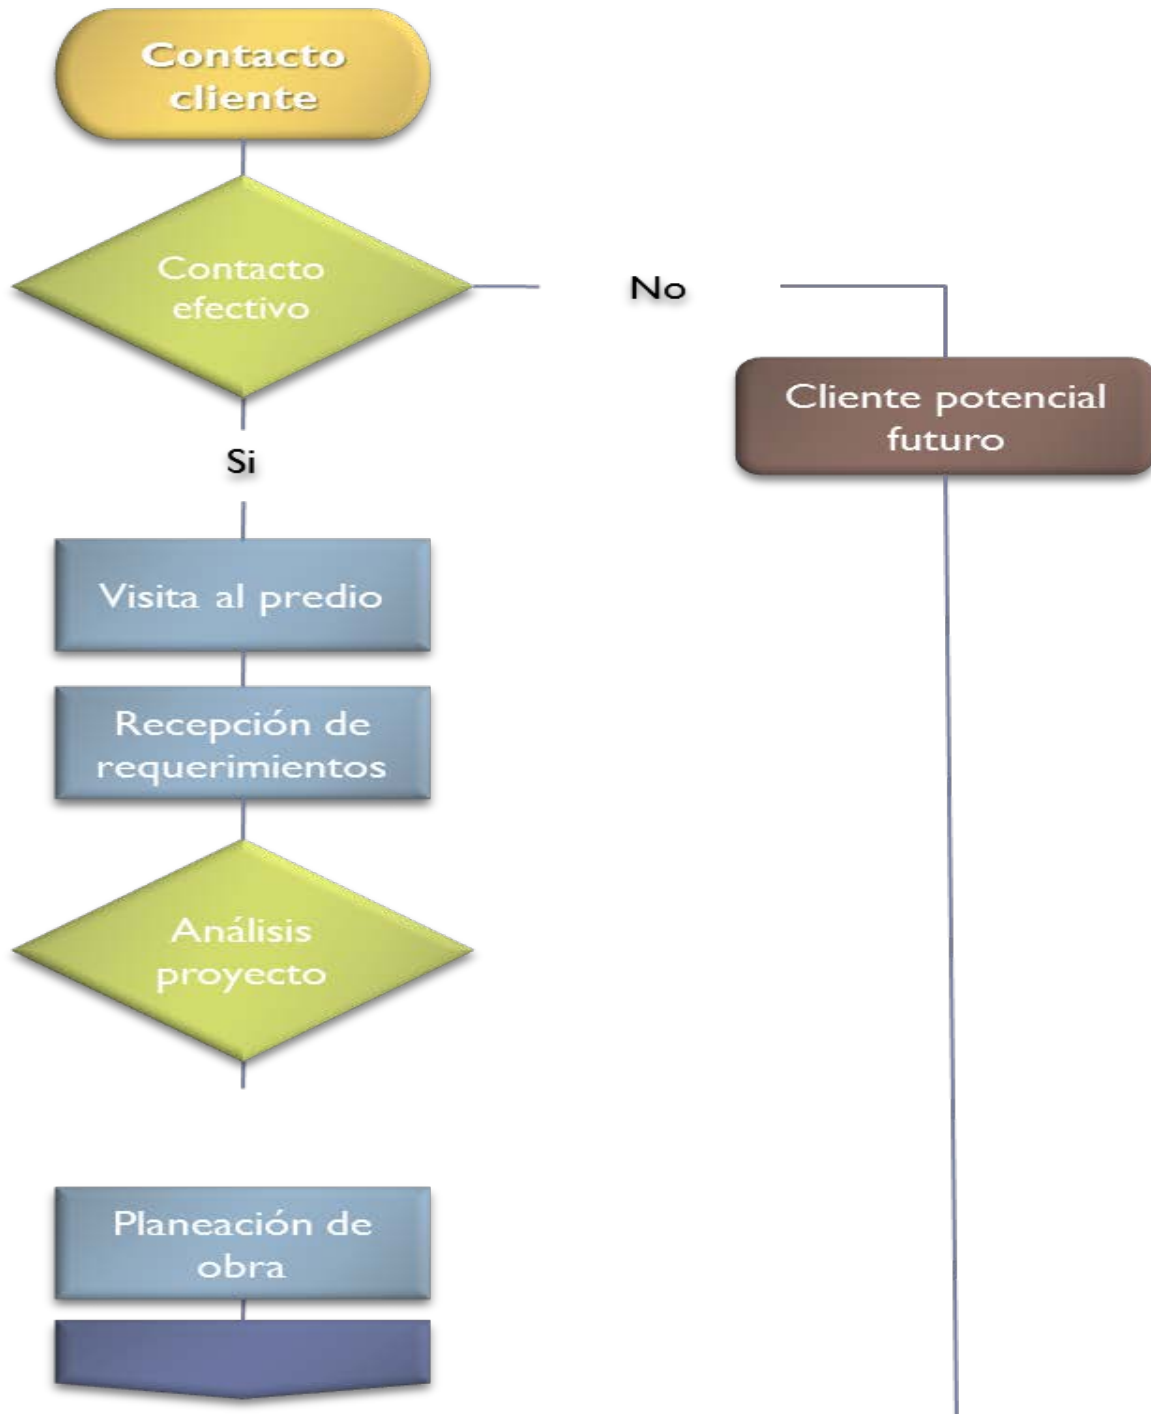 Contacto
cliente
Contacto
efectivo
No
Cliente potencial
futuro
Si
Visita al predio
Recepción de
requerimientos
Análisis
proyecto
Planeación de
obra